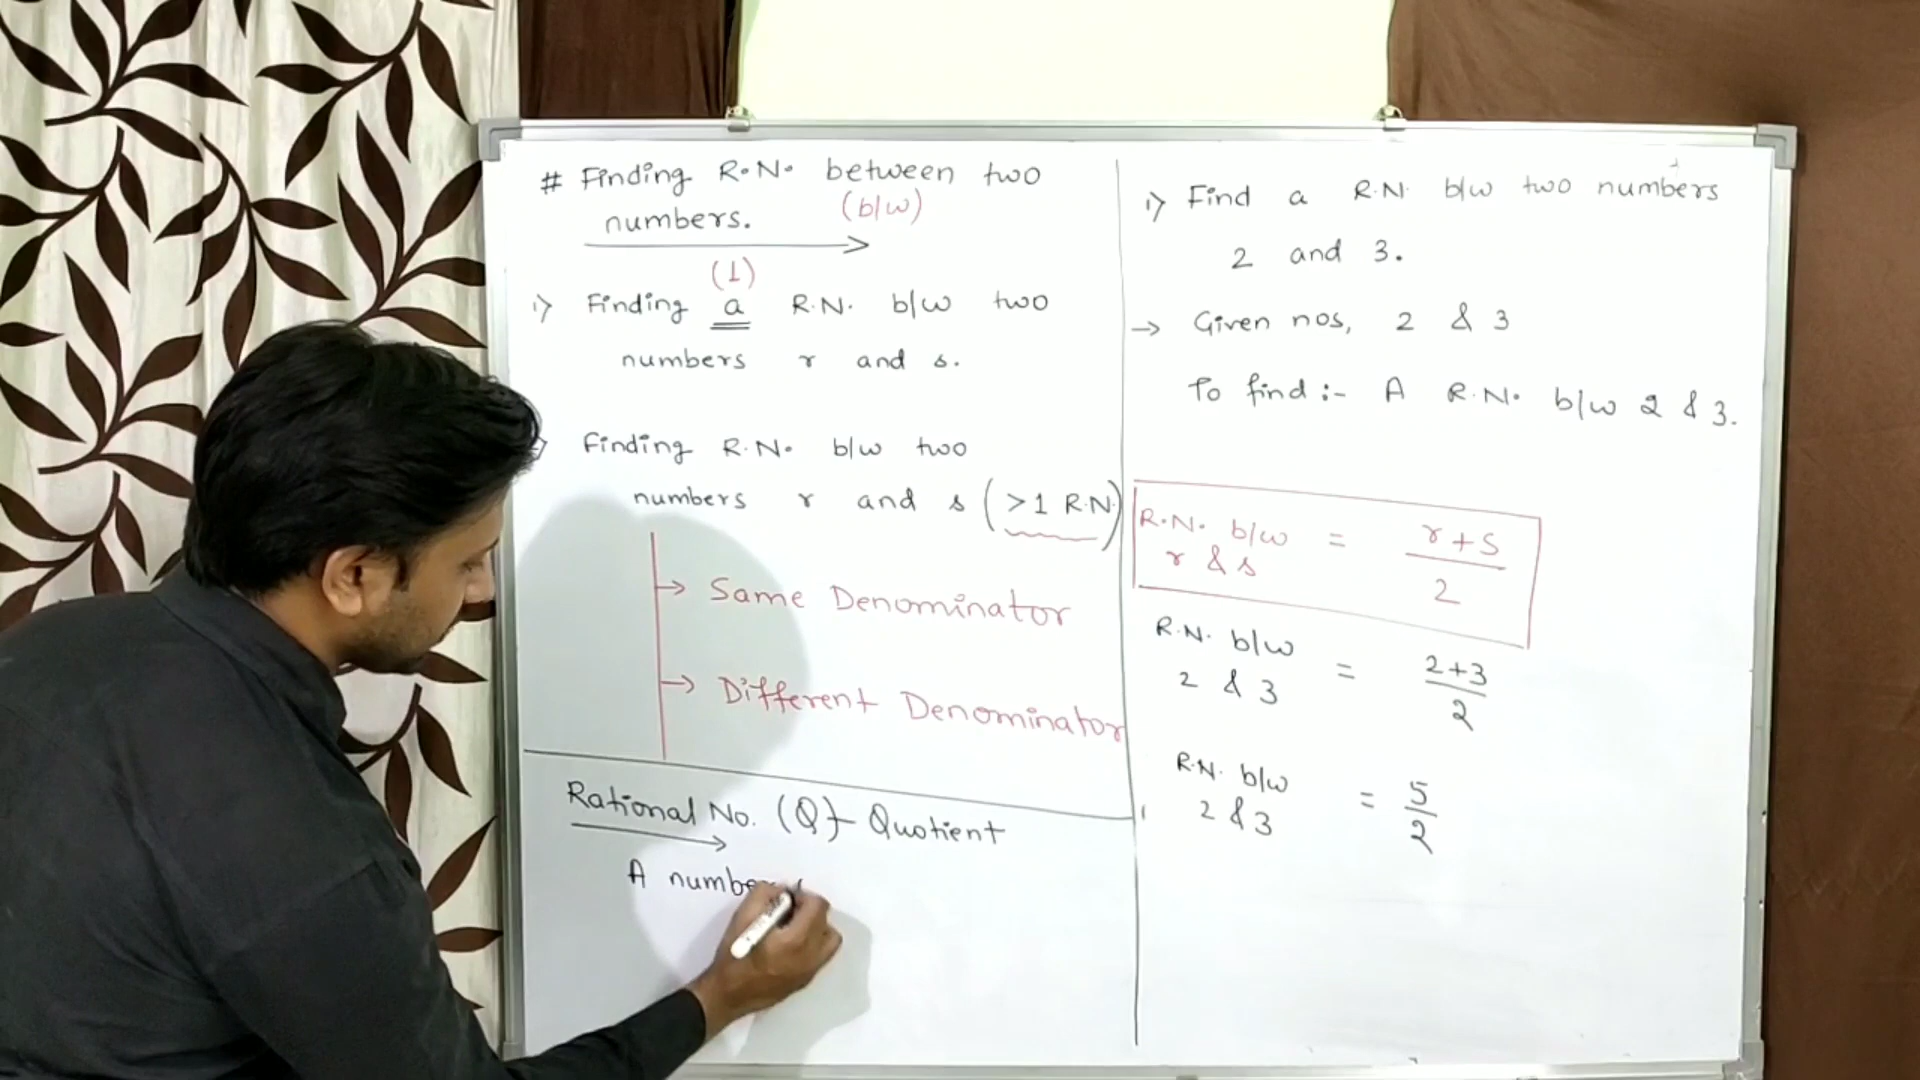 # Finding R.N. between two
(b/w)
numbers.
(1)
1) Finding a R.N. b/w two
numbers r and s.
Finding R.N. b/w two
numbers r and s (>1 R.N.)
Same Denominator
Different Denominator
Rational No. (Q)- Quotient
A number
1) Find a R.N b/w two numbers
2 and 3.
→ Given nos, 2 & 3
To find :- A R.N. b/w 2 & 3.
R.N. b/w r & s = r+s/2
R.N. b/w 2 & 3 = 2+3/2
R.N. b/w 2 & 3 = 5/2